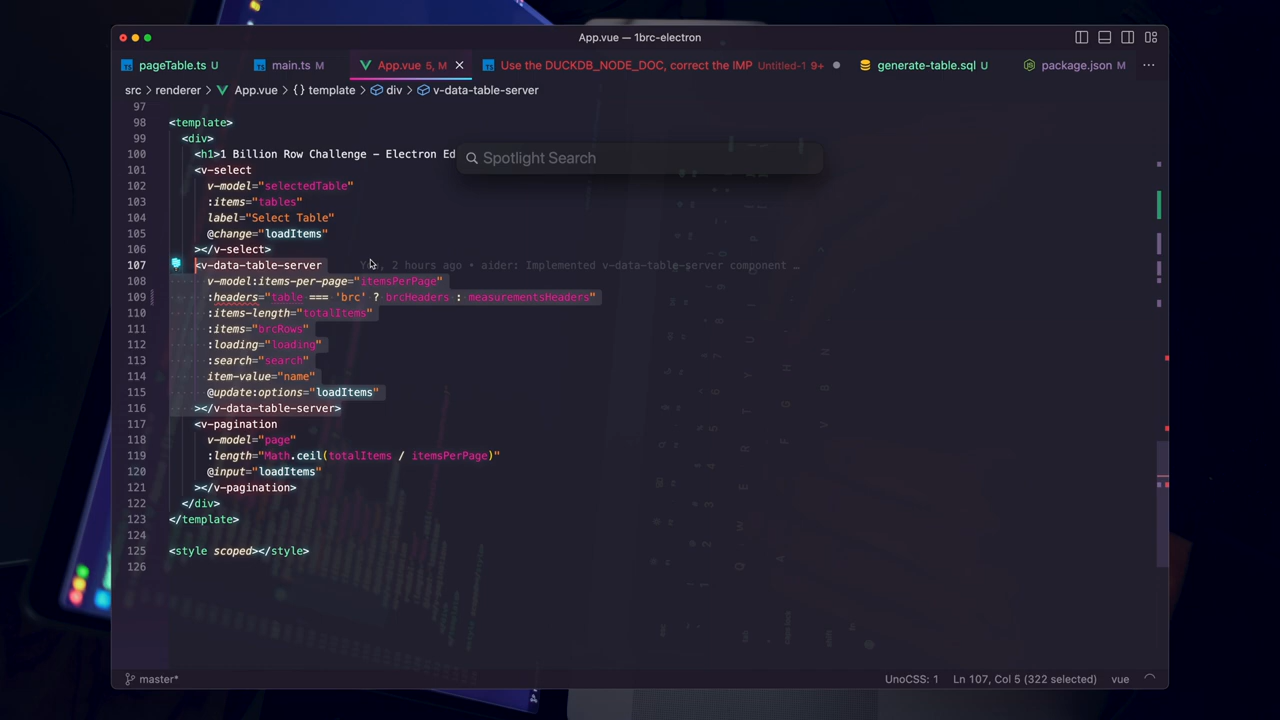 App.vue — 1brc-electron
pageTable.ts U
main.ts M
App.vue 5, M
Use the DUCKDB_NODE_DOC, correct the IMP Untitled-1 9+
generate-table.sql U
package.json M
src > renderer > App.vue > {} template > div > v-data-table-server
97
98 <template>
99 <div>
100 <h1>1 Billion Row Challenge – Electron Ed
Spotlight Search
101 <v-select
102 v-model="selectedTable"
103 :items="tables"
104 label="Select Table"
105 @change="loadItems"
106 ></v-select>
107 <v-data-table-server You, 2 hours ago • aider: Implemented v-data-table-server component …
108 v-model:items-per-page="itemsPerPage"
109 :headers="table === 'brc' ? brcHeaders : measurementsHeaders"
110 :items-length="totalItems"
111 :items="brcRows"
112 :loading="loading"
113 :search="search"
114 item-value="name"
115 @update:options="loadItems"
116 ></v-data-table-server>
117 <v-pagination
118 v-model="page"
119 :length="Math.ceil(totalItems / itemsPerPage)"
120 @input="loadItems"
121 ></v-pagination>
122 </div>
123 </template>
124
125 <style scoped></style>
126
master*
UnoCSS: 1
Ln 107, Col 5 (322 selected)
vue